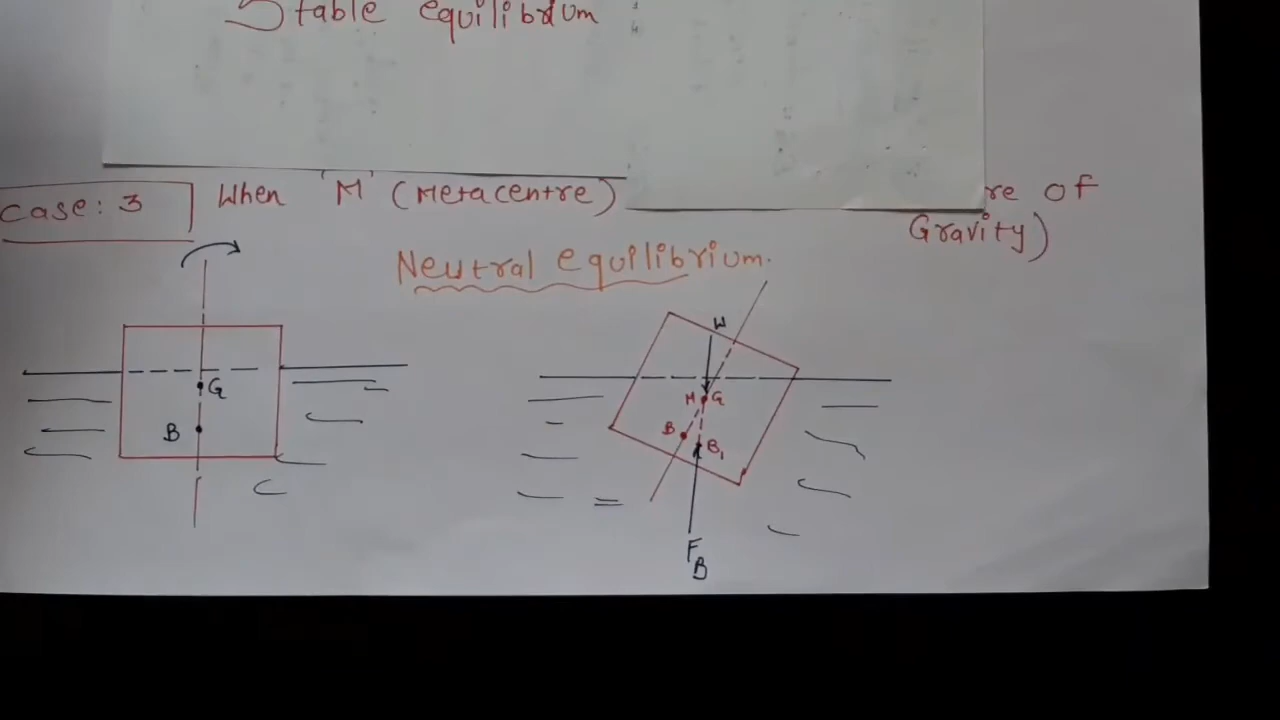 Stable equilibrium
Case: 3 When 'M' (Metacentre) re of
Gravity)
Neutral equilibrium.
G
B
W
M G
B B1
FB